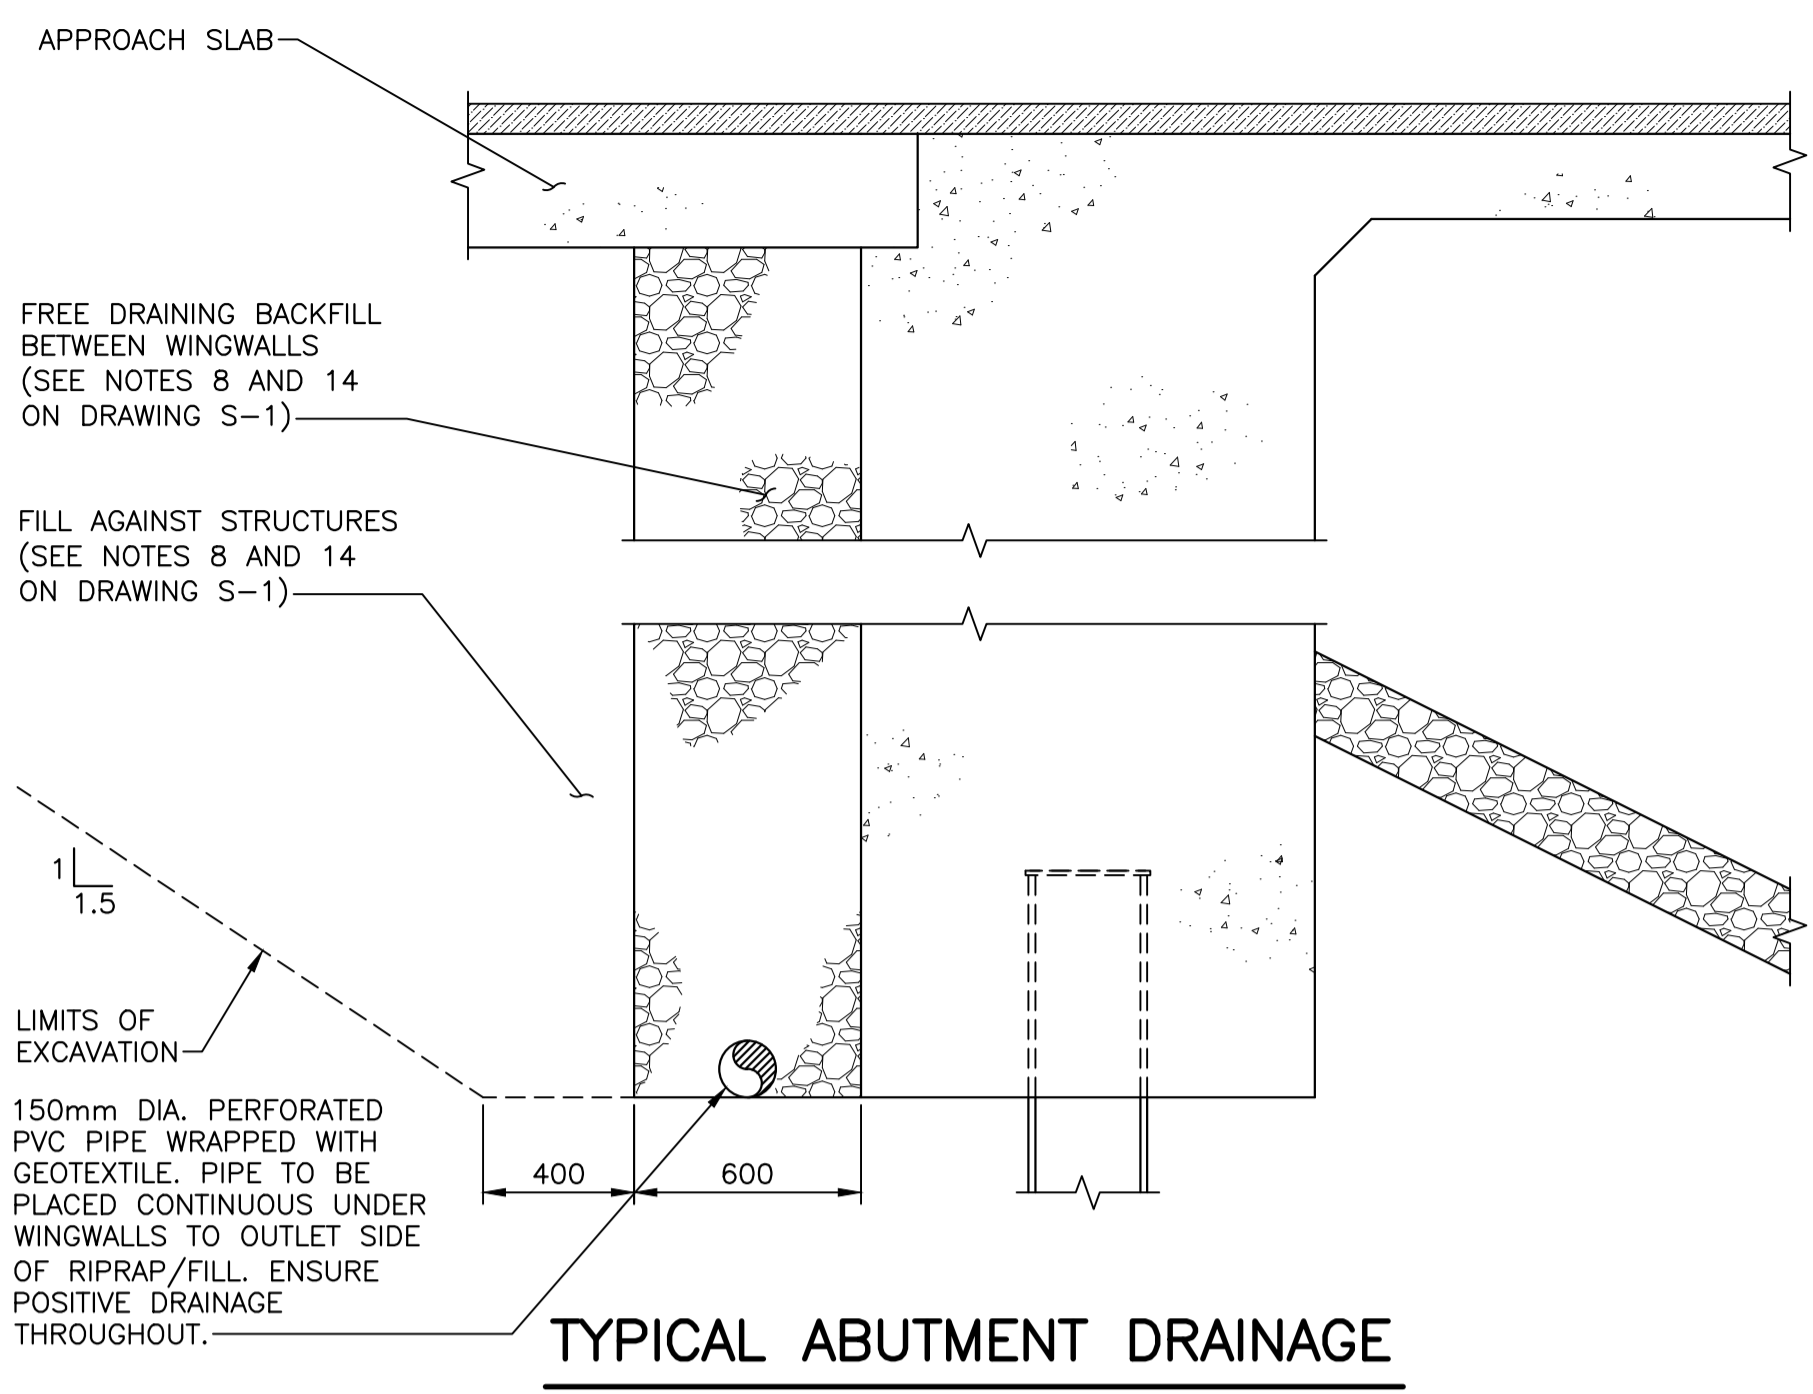 APPROACH SLAB
FREE DRAINING BACKFILL
BETWEEN WINGWALLS
(SEE NOTES 8 AND 14
ON DRAWING S-1)
FILL AGAINST STRUCTURES
(SEE NOTES 8 AND 14
ON DRAWING S-1)
1
1.5
LIMITS OF
EXCAVATION
150mm DIA. PERFORATED
PVC PIPE WRAPPED WITH
GEOTEXTILE. PIPE TO BE
PLACED CONTINUOUS UNDER
WINGWALLS TO OUTLET SIDE
OF RIPRAP/FILL. ENSURE
POSITIVE DRAINAGE
THROUGHOUT.
400
600
TYPICAL ABUTMENT DRAINAGE